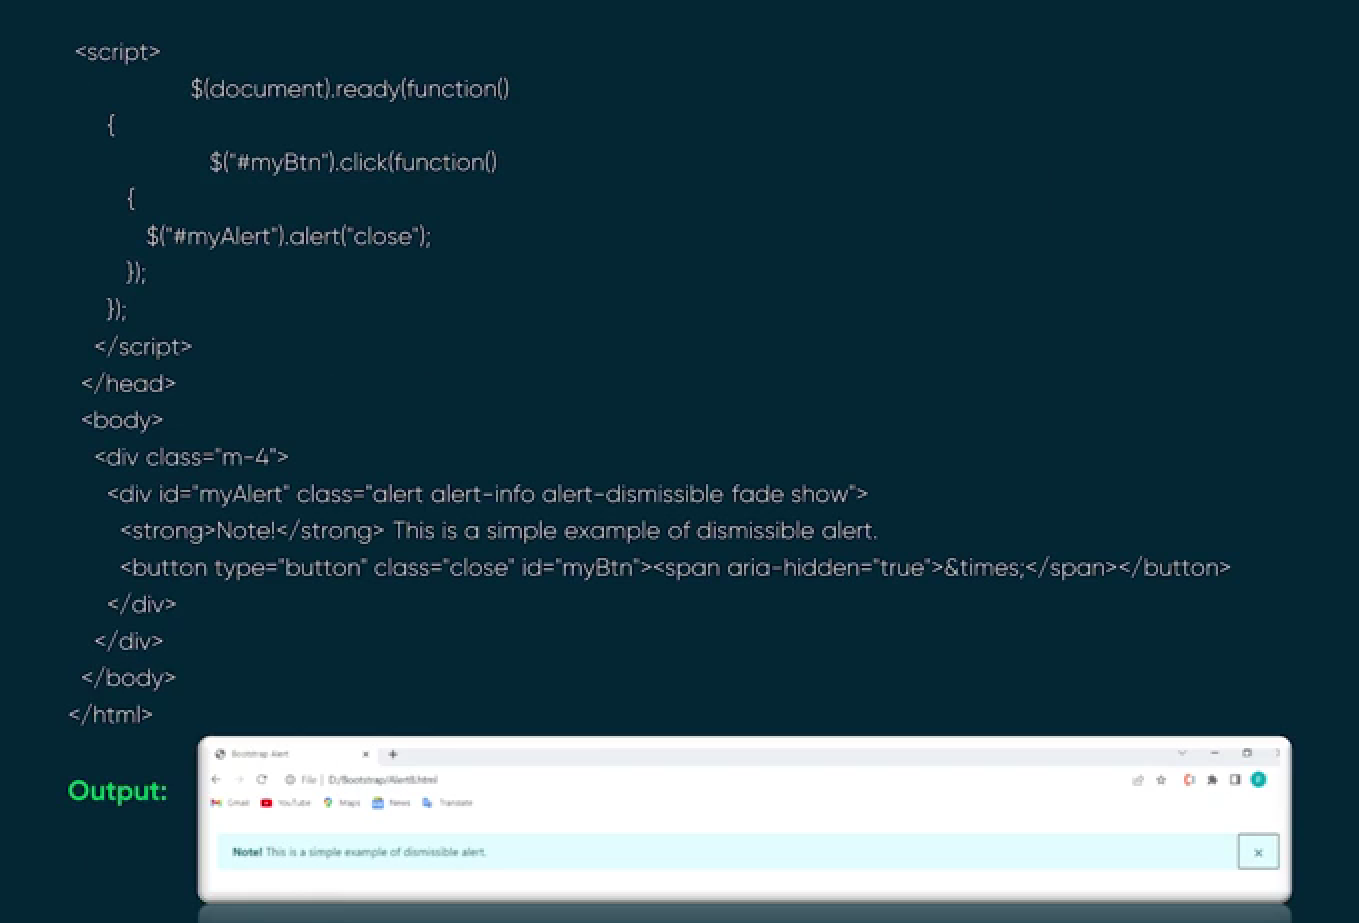 <script>
$(document).ready(function()
{
$("#myBtn").click(function()
{
$("#myAlert").alert("close");
});
});
</script>
</head>
<body>
<div class="m-4">
<div id="myAlert" class="alert alert-info alert-dismissible fade show">
<strong>Note!</strong> This is a simple example of dismissible alert.
<button type="button" class="close" id="myBtn"><span aria-hidden="true">&times;</span></button>
</div>
</div>
</body>
</html>
Output:
Bootstrap Alert
File | D:/Bootstrap/Alert8.html
Gmail YouTube Maps News Translate
Note! This is a simple example of dismissible alert. ×